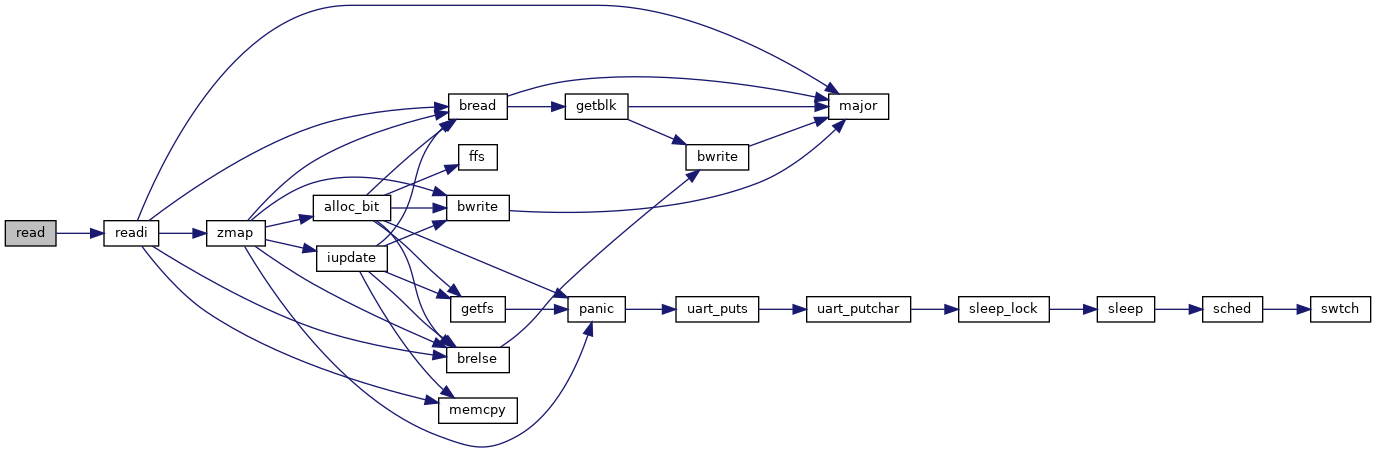 read
readi
zmap
alloc_bit
iupdate
bread
ffs
bwrite
getfs
brelse
memcpy
getblk
panic
bwrite
uart_puts
major
uart_putchar
sleep_lock
sleep
sched
swtch